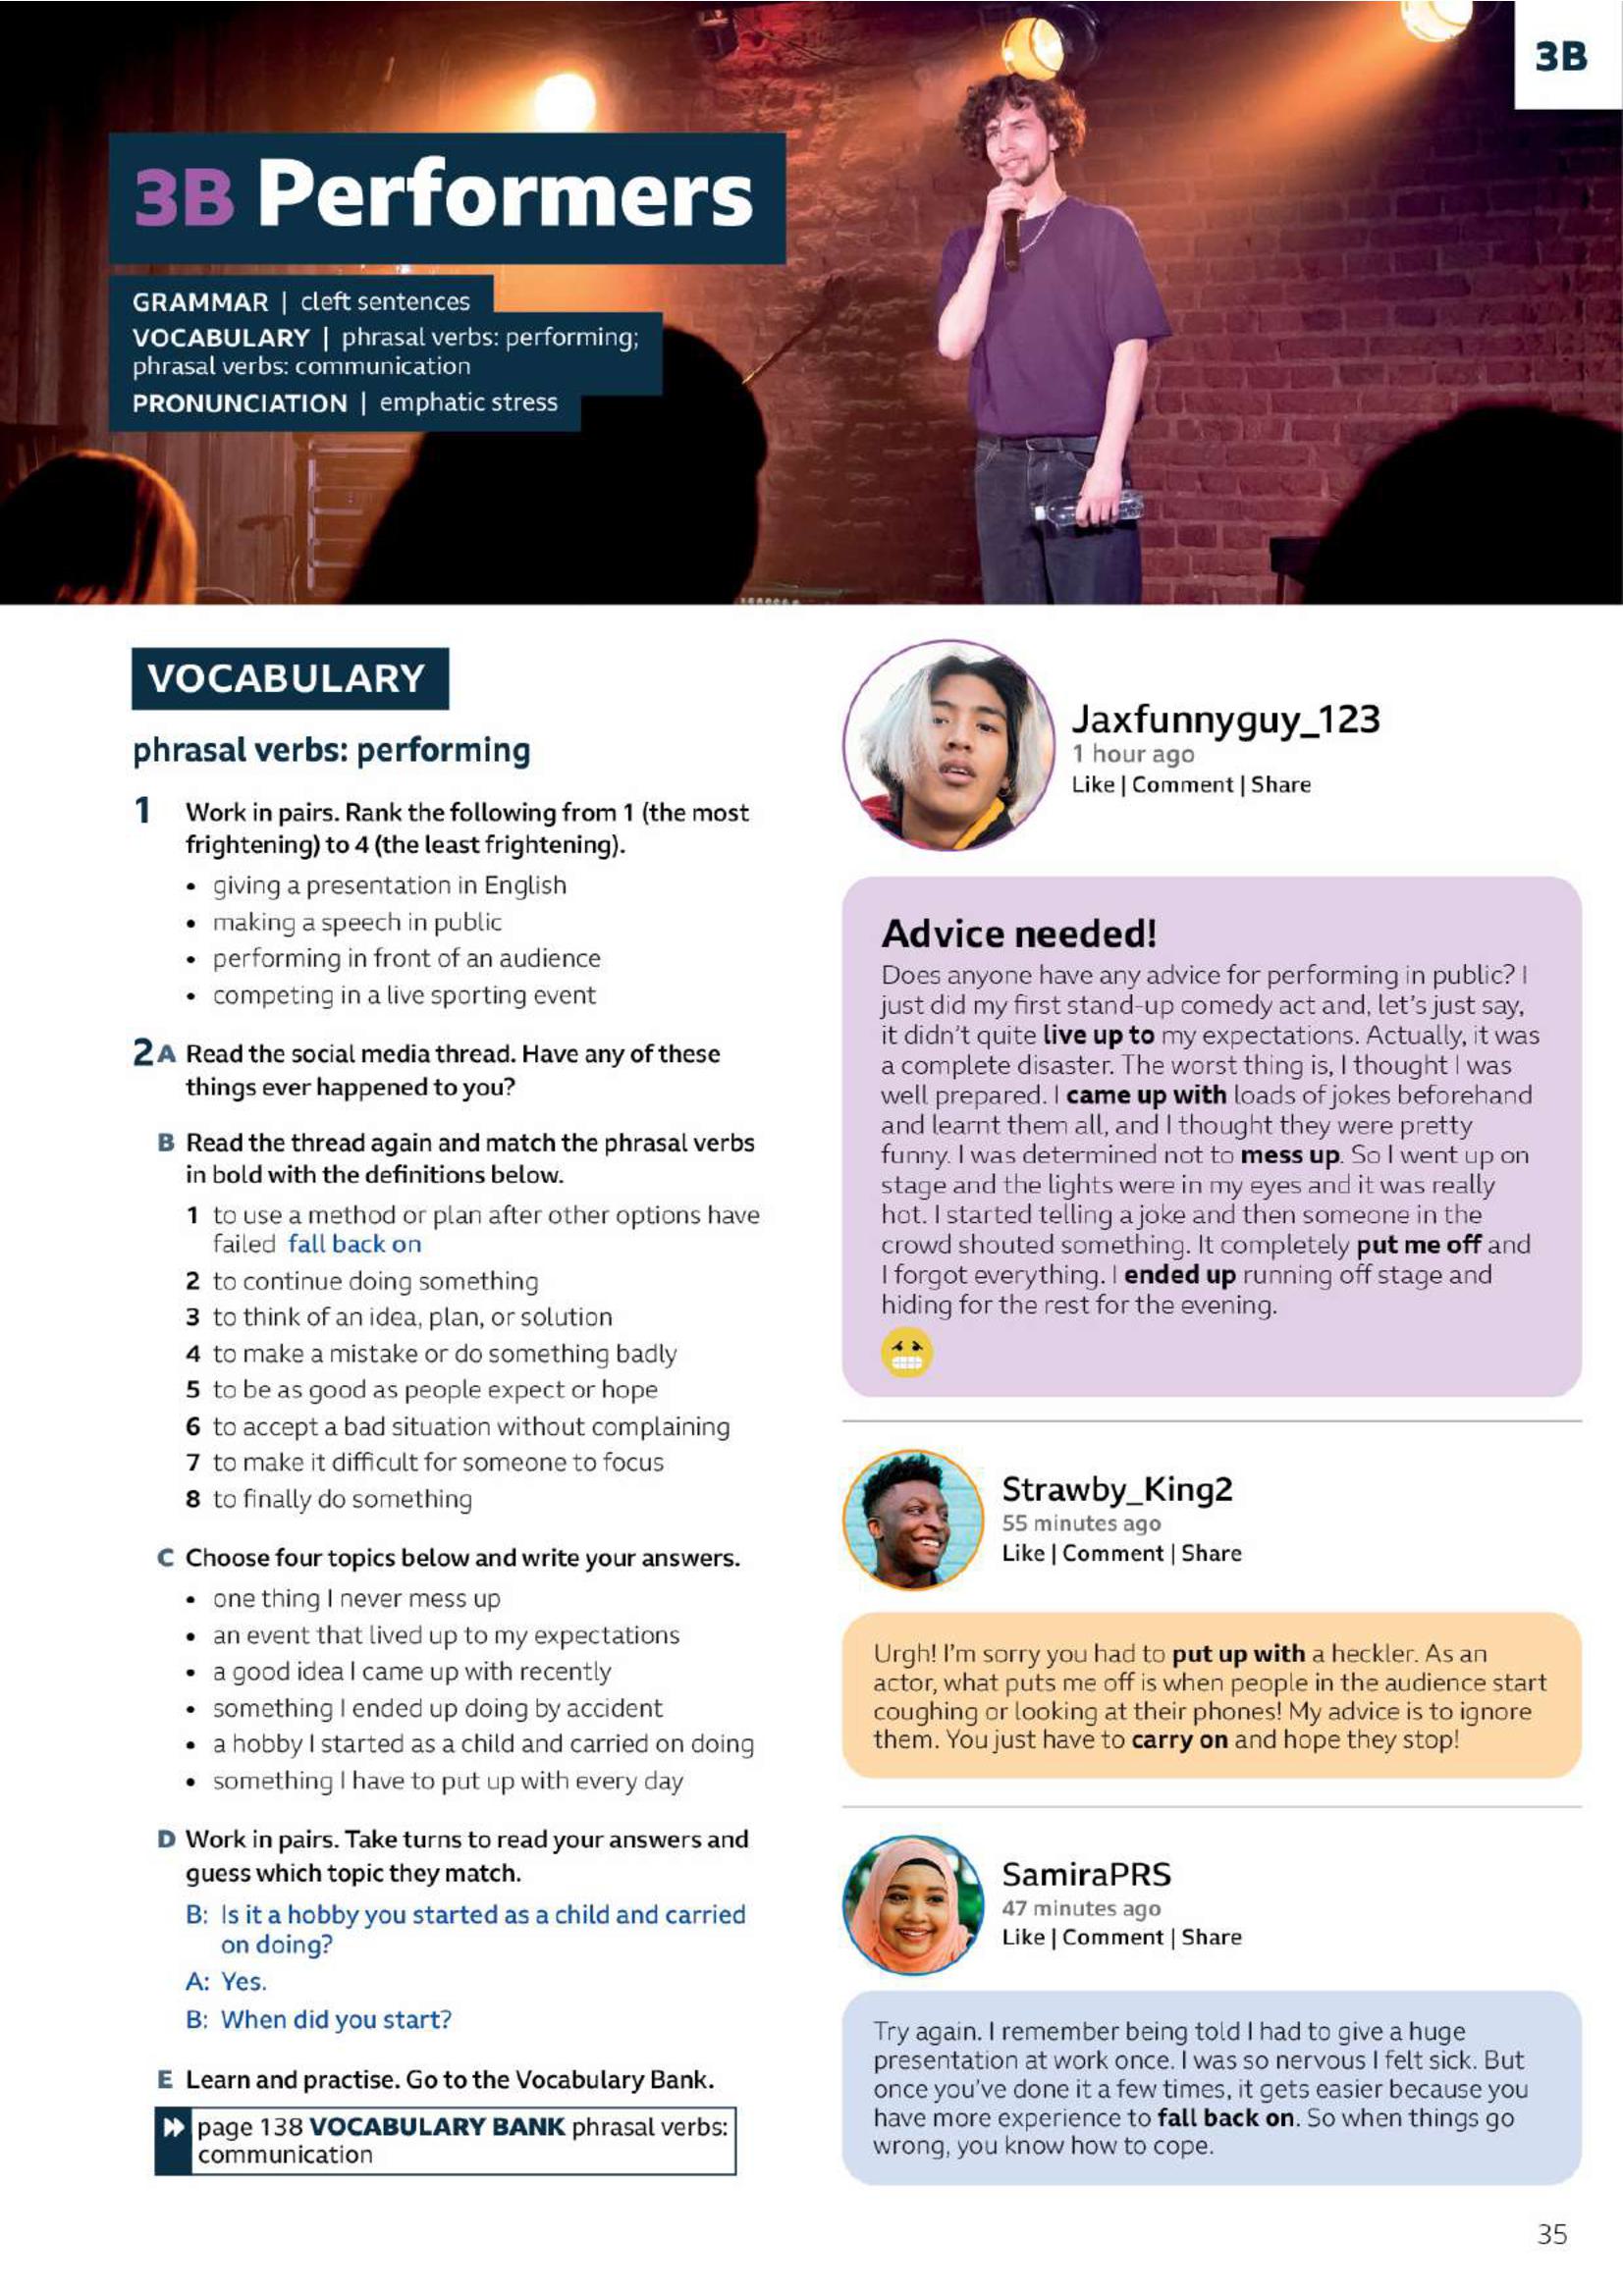 3B
3B Performers
GRAMMAR | cleft sentences
VOCABULARY | phrasal verbs: performing;
phrasal verbs: communication
PRONUNCIATION | emphatic stress
VOCABULARY
phrasal verbs: performing
1 Work in pairs. Rank the following from 1 (the most
frightening) to 4 (the least frightening).
• giving a presentation in English
• making a speech in public
• performing in front of an audience
• competing in a live sporting event
2 A Read the social media thread. Have any of these
things ever happened to you?
B Read the thread again and match the phrasal verbs
in bold with the definitions below.
1 to use a method or plan after other options have
failed fall back on
2 to continue doing something
3 to think of an idea, plan, or solution
4 to make a mistake or do something badly
5 to be as good as people expect or hope
6 to accept a bad situation without complaining
7 to make it difficult for someone to focus
8 to finally do something
C Choose four topics below and write your answers.
• one thing I never mess up
• an event that lived up to my expectations
• a good idea I came up with recently
• something I ended up doing by accident
• a hobby I started as a child and carried on doing
• something I have to put up with every day
D Work in pairs. Take turns to read your answers and
guess which topic they match.
B: Is it a hobby you started as a child and carried
on doing?
A: Yes.
B: When did you start?
E Learn and practise. Go to the Vocabulary Bank.
page 138 VOCABULARY BANK phrasal verbs:
communication
Jaxfunnyguy_123
1 hour ago
Like | Comment | Share
Advice needed!
Does anyone have any advice for performing in public? I
just did my first stand-up comedy act and, let's just say,
it didn't quite live up to my expectations. Actually, it was
a complete disaster. The worst thing is, I thought I was
well prepared. I came up with loads of jokes beforehand
and learnt them all, and I thought they were pretty
funny. I was determined not to mess up. So I went up on
stage and the lights were in my eyes and it was really
hot. I started telling a joke and then someone in the
crowd shouted something. It completely put me off and
I forgot everything. I ended up running off stage and
hiding for the rest for the evening.
Strawby_King2
55 minutes ago
Like | Comment | Share
Urgh! I'm sorry you had to put up with a heckler. As an
actor, what puts me off is when people in the audience start
coughing or looking at their phones! My advice is to ignore
them. You just have to carry on and hope they stop!
SamiraPRS
47 minutes ago
Like | Comment | Share
Try again. I remember being told I had to give a huge
presentation at work once. I was so nervous I felt sick. But
once you've done it a few times, it gets easier because you
have more experience to fall back on. So when things go
wrong, you know how to cope.
35